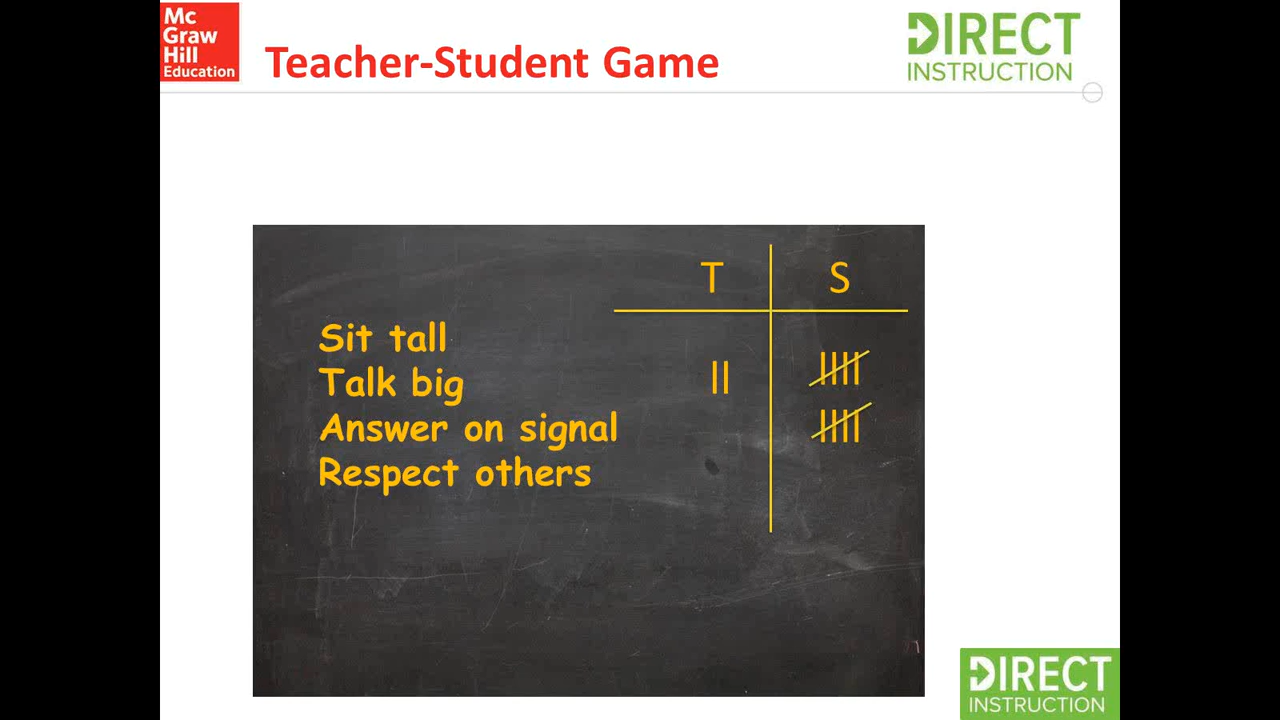 Mc
Graw
Hill
Education
Teacher-Student Game
DIRECT
INSTRUCTION
T S
Sit tall
Talk big
Answer on signal
Respect others
DIRECT
INSTRUCTION